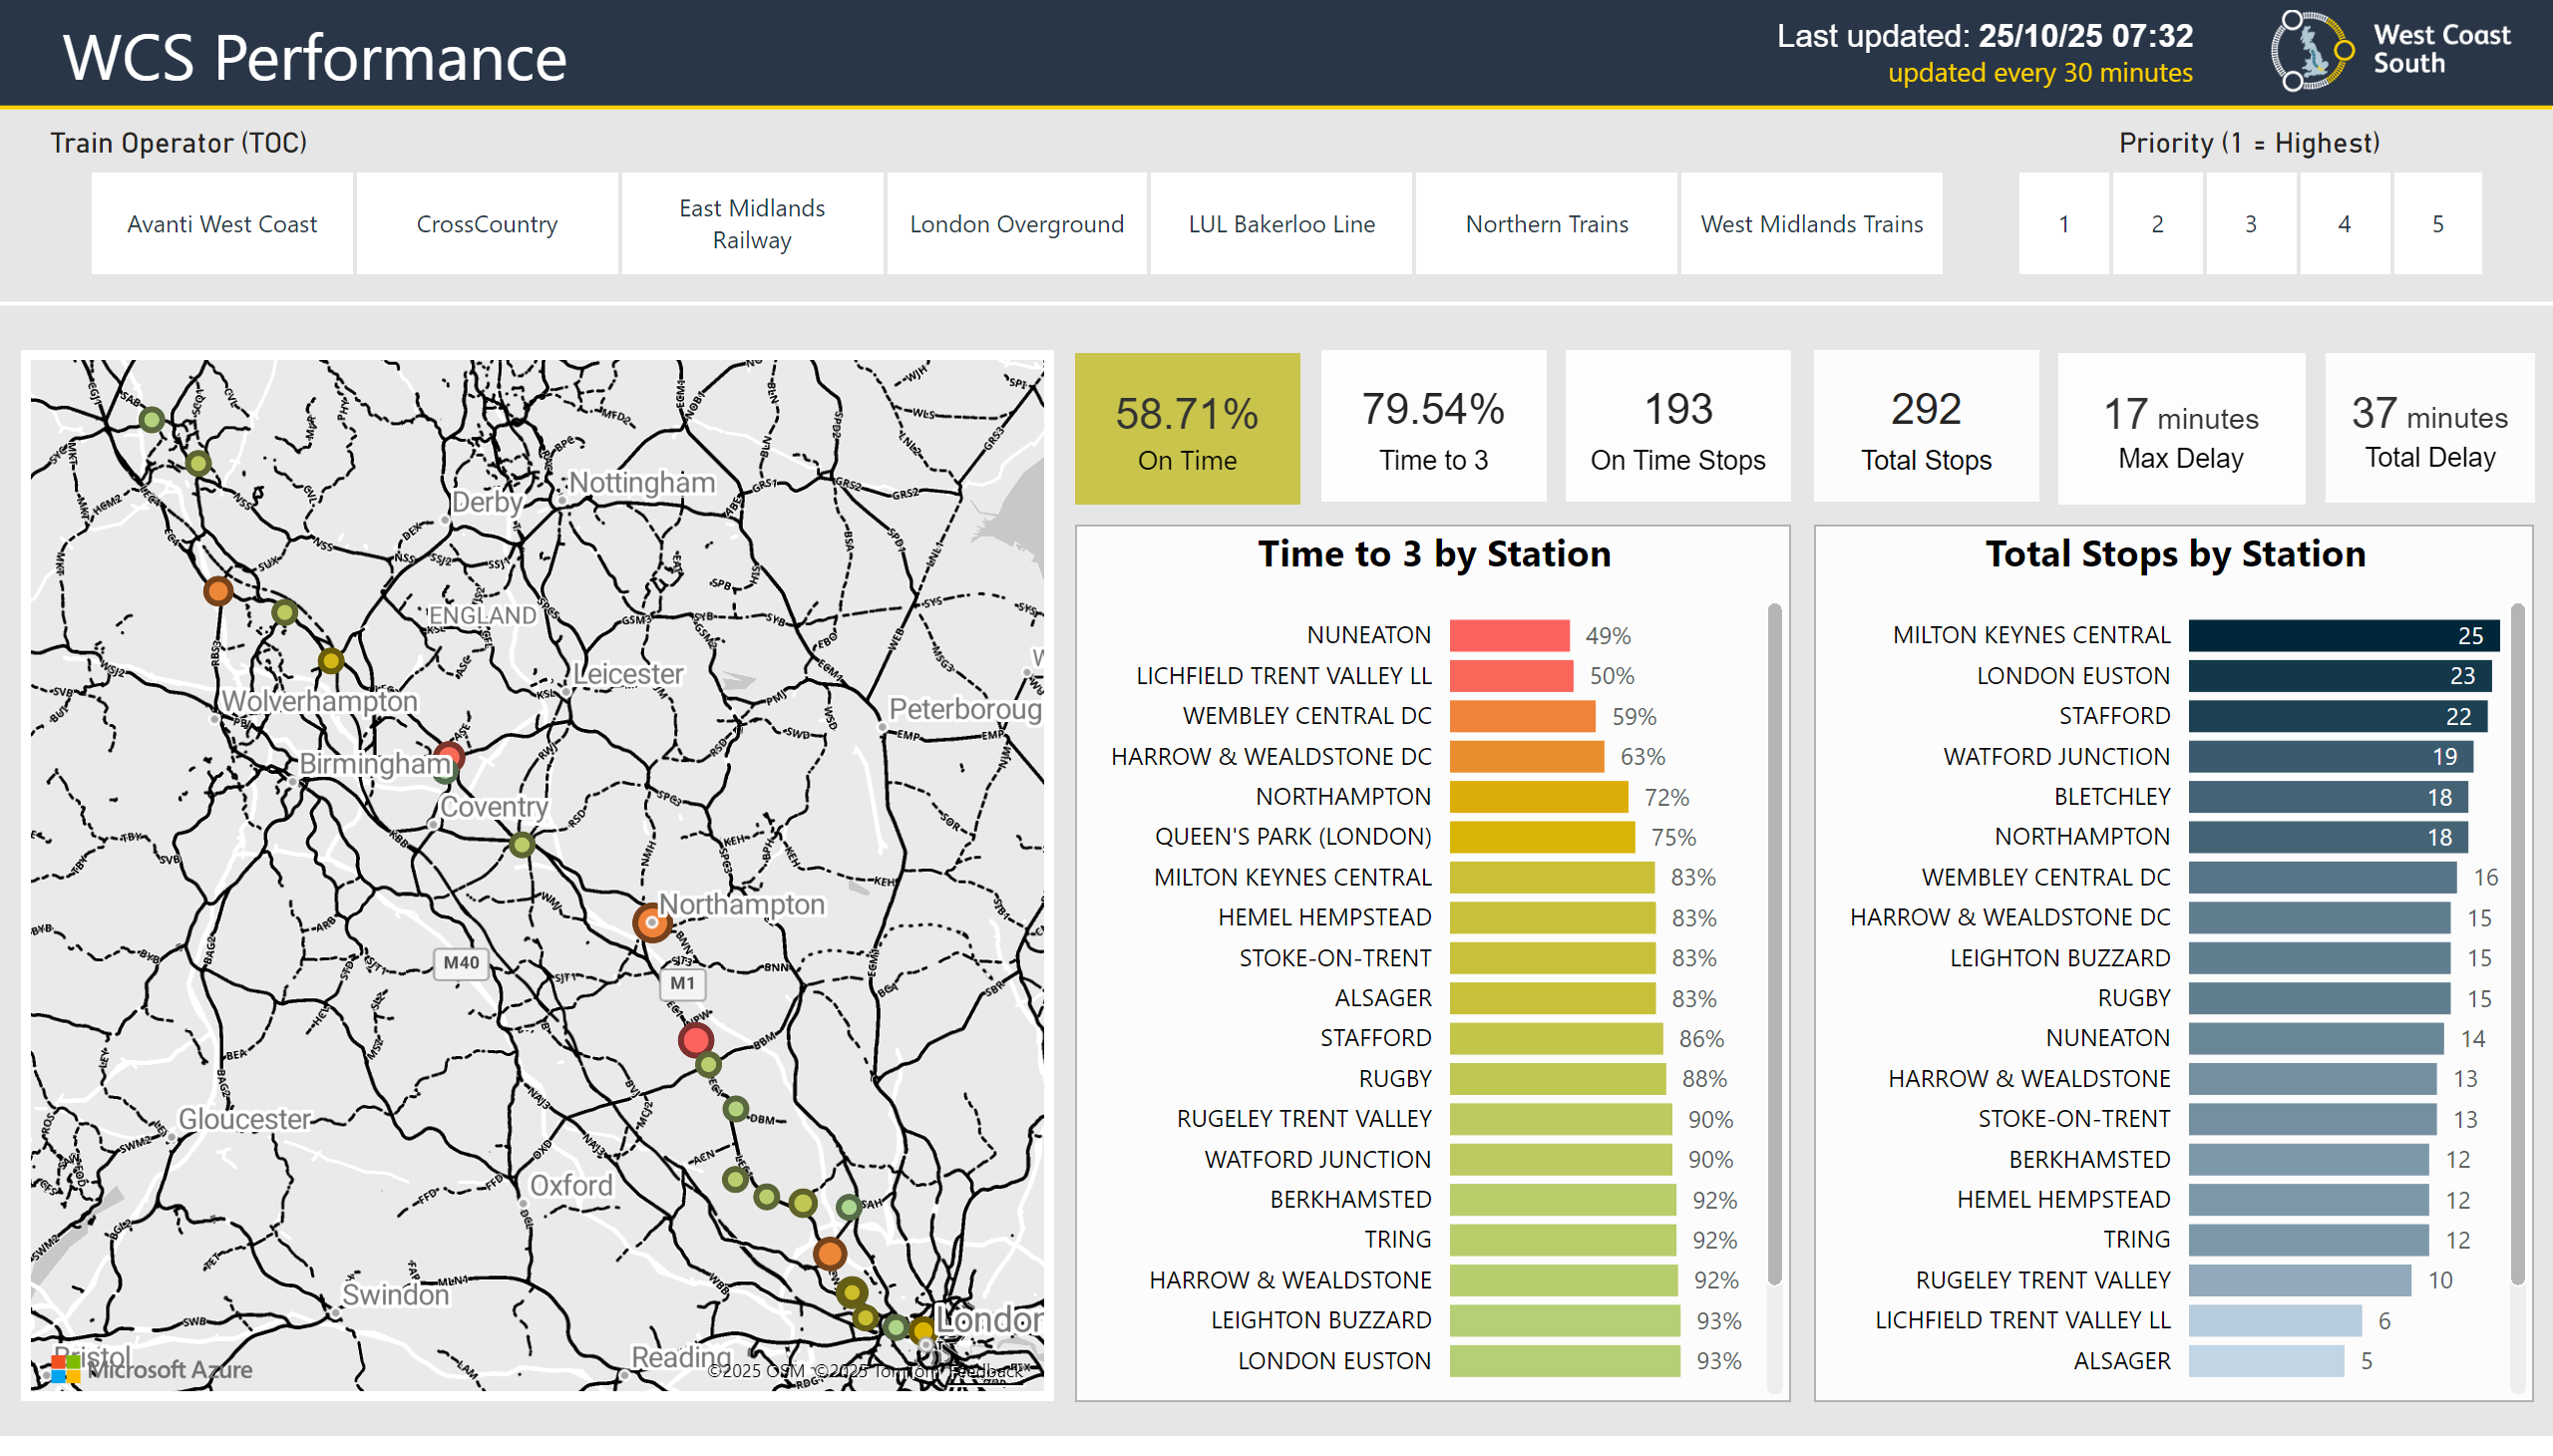 WCS Performance
Last updated: 25/10/25 07:32
updated every 30 minutes
West Coast
South
Train Operator (TOC)
Priority (1 = Highest)
Avanti West Coast
CrossCountry
East Midlands
Railway
London Overground
LUL Bakerloo Line
Northern Trains
West Midlands Trains
1
2
3
4
5
58.71%
On Time
79.54%
Time to 3
193
On Time Stops
292
Total Stops
17 minutes
Max Delay
37 minutes
Total Delay
Nottingham
Derby
ENGLAND
Leicester
Wolverhampton
Peterboroug
Birmingham
Coventry
Northampton
M40
M1
Gloucester
Oxford
Swindon
London
Reading
Bristol
Microsoft Azure
©2025 OSM ©2025 TomTom Feedback
Time to 3 by Station
NUNEATON 49%
LICHFIELD TRENT VALLEY LL 50%
WEMBLEY CENTRAL DC 59%
HARROW & WEALDSTONE DC 63%
NORTHAMPTON 72%
QUEEN'S PARK (LONDON) 75%
MILTON KEYNES CENTRAL 83%
HEMEL HEMPSTEAD 83%
STOKE-ON-TRENT 83%
ALSAGER 83%
STAFFORD 86%
RUGBY 88%
RUGELEY TRENT VALLEY 90%
WATFORD JUNCTION 90%
BERKHAMSTED 92%
TRING 92%
HARROW & WEALDSTONE 92%
LEIGHTON BUZZARD 93%
LONDON EUSTON 93%
Total Stops by Station
MILTON KEYNES CENTRAL 25
LONDON EUSTON 23
STAFFORD 22
WATFORD JUNCTION 19
BLETCHLEY 18
NORTHAMPTON 18
WEMBLEY CENTRAL DC 16
HARROW & WEALDSTONE DC 15
LEIGHTON BUZZARD 15
RUGBY 15
NUNEATON 14
HARROW & WEALDSTONE 13
STOKE-ON-TRENT 13
BERKHAMSTED 12
HEMEL HEMPSTEAD 12
TRING 12
RUGELEY TRENT VALLEY 10
LICHFIELD TRENT VALLEY LL 6
ALSAGER 5